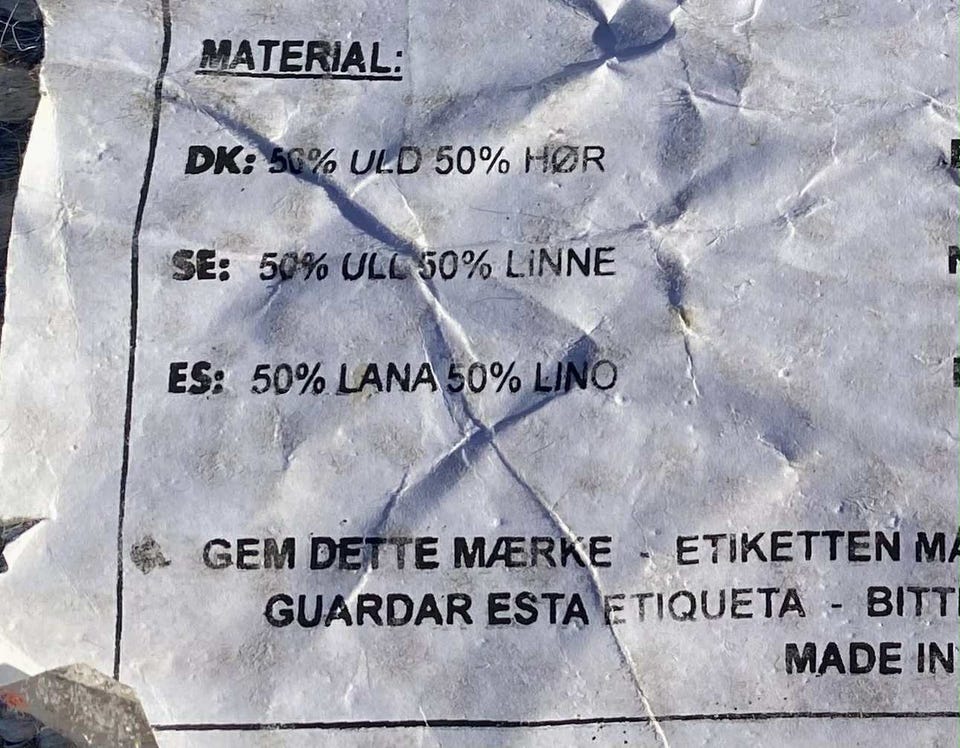 MATERIAL:
DK: 50% ULD 50% HØR
SE: 50% ULL 50% LINNE
ES: 50% LANA 50% LINO
GEM DETTE MÆRKE - ETIKETTEN
GUARDAR ESTA ETIQUETA -
MADE IN